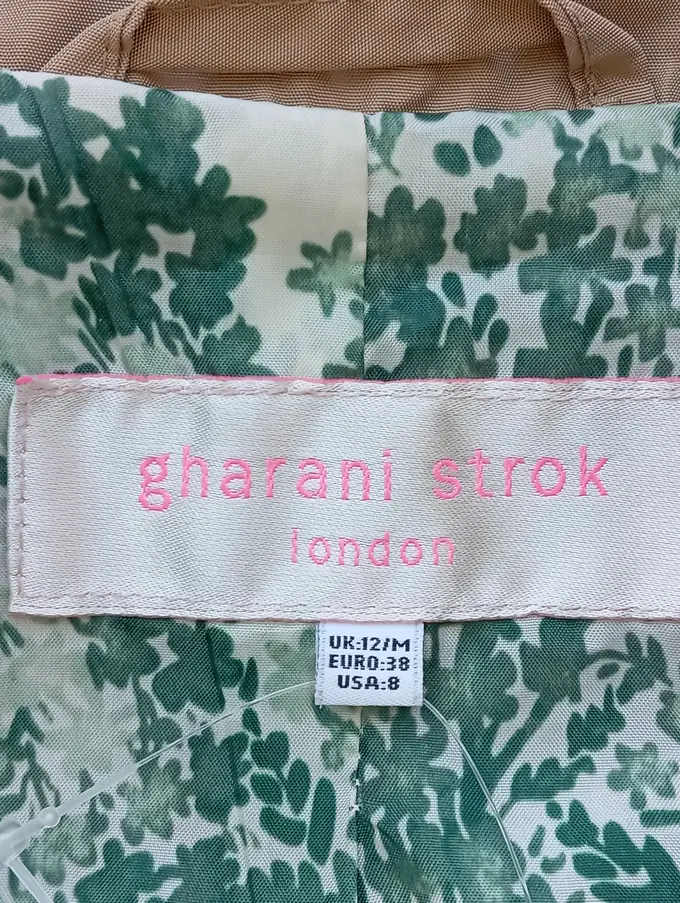 gharani strok
london
UK:12/M
EURO:38
USA:8